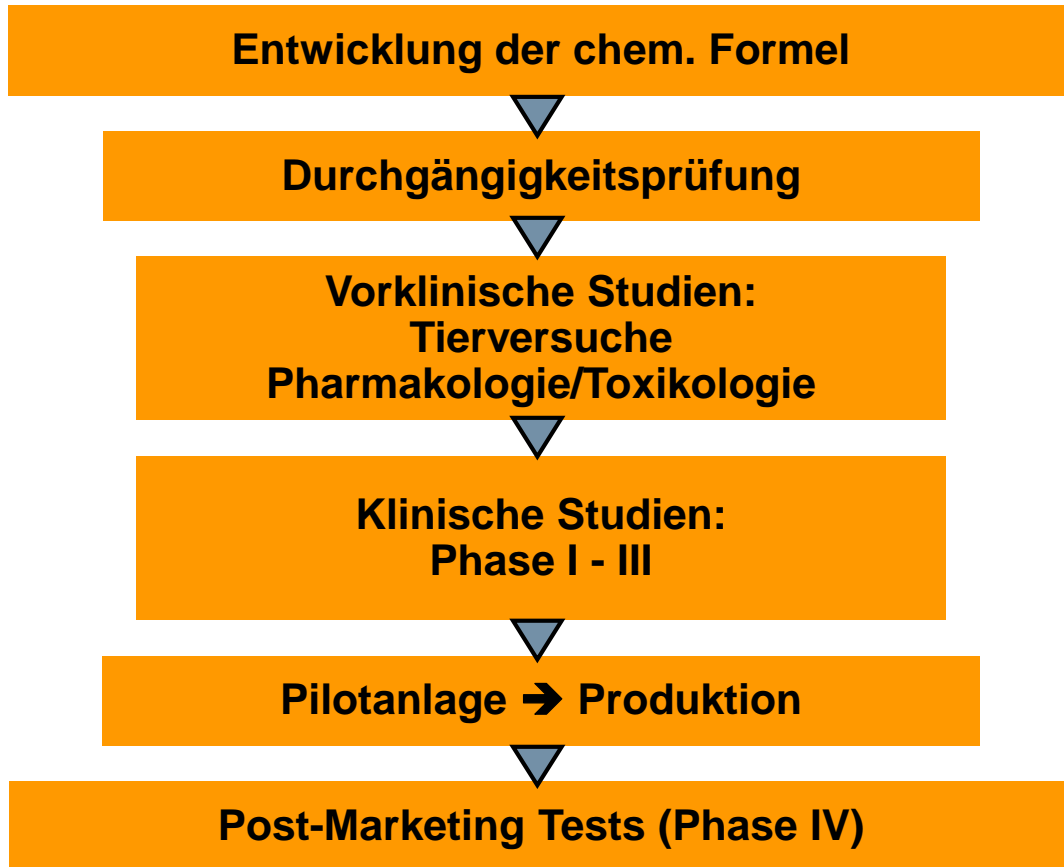 Entwicklung der chem. Formel
Durchgängigkeitsprüfung
Vorklinische Studien:
Tierversuche
Pharmakologie/Toxikologie
Klinische Studien:
Phase I - III
Pilotanlage ➔ Produktion
Post-Marketing Tests (Phase IV)